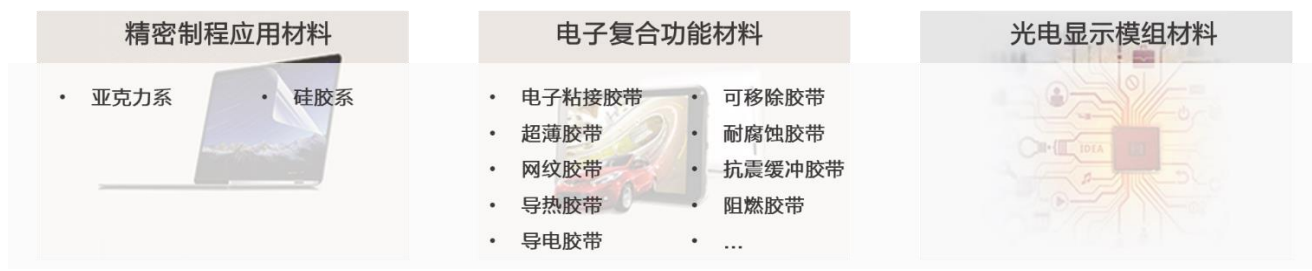 精密制程应用材料
• 亚克力系
• 硅胶系
电子复合功能材料
• 电子粘接胶带
• 超薄胶带
• 网纹胶带
• 导热胶带
• 导电胶带
• 可移除胶带
• 耐腐蚀胶带
• 抗震缓冲胶带
• 阻燃胶带
• ...
光电显示模组材料
IDEA